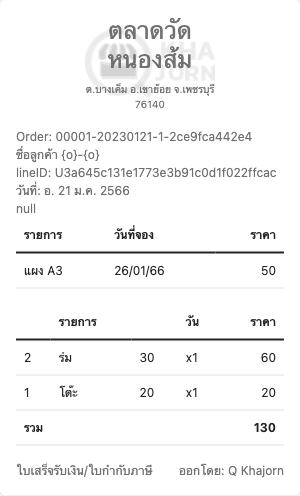 ตลาดวัด
หนองส้ม
KHA
JORN
ต.บางเค็ม อ.เขาย้อย จ.เพชรบุรี
76140
Order: 00001-20230121-1-2ce9fca442e4
ชื่อลูกค้า {o}-{o}
lineID: U3a645c131e1773e3b91c0d1f022ffcac
วันที่: อ. 21 ม.ค. 2566
null
รายการ วันที่จอง ราคา
แผง A3 26/01/66 50
รายการ วัน ราคา
2 ร่ม 30 x1 60
1 โต๊ะ 20 x1 20
รวม 130
ใบเสร็จรับเงิน/ใบกำกับภาษี ออกโดย: Q Khajorn